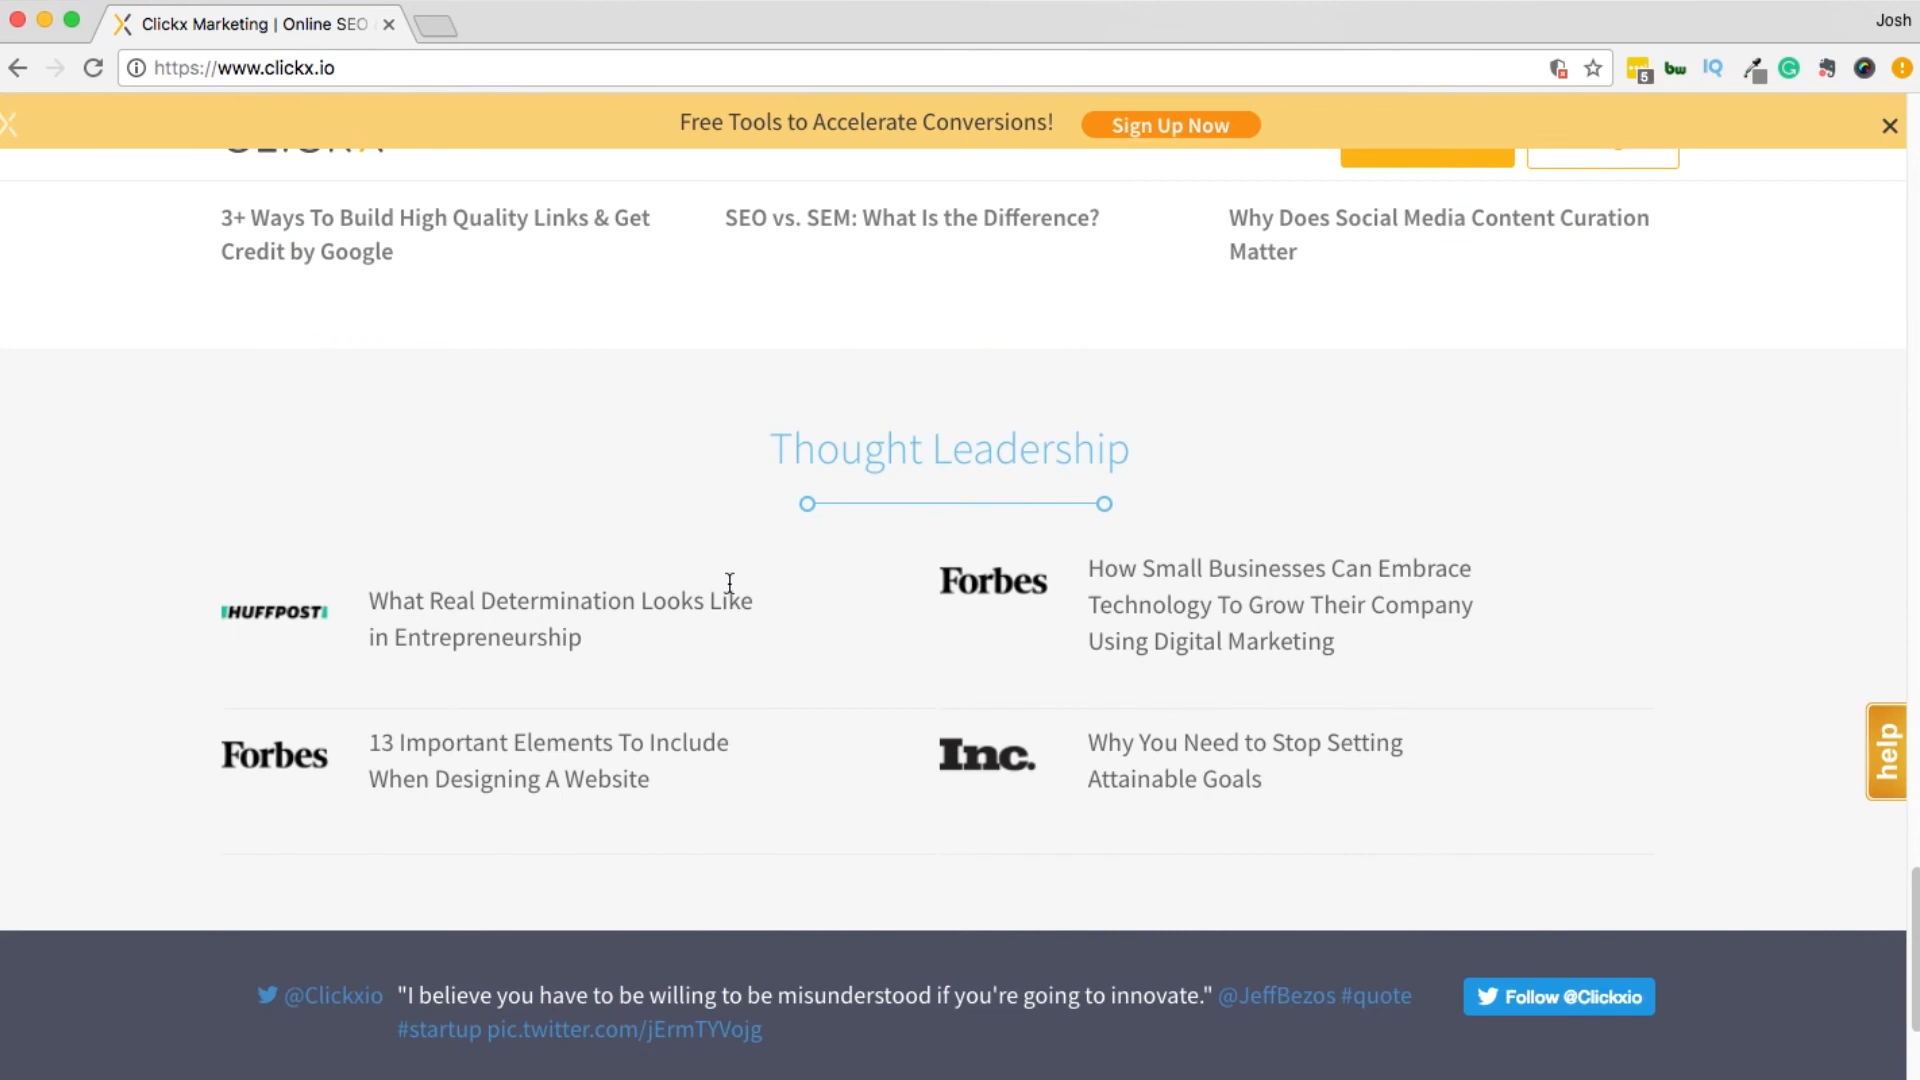 Clickx Marketing | Online SEO
Josh
https://www.clickx.io
5
bw
IQ
Free Tools to Accelerate Conversions!
Sign Up Now
3+ Ways To Build High Quality Links & Get
Credit by Google
SEO vs. SEM: What Is the Difference?
Why Does Social Media Content Curation
Matter
Thought Leadership
HUFFPOST
What Real Determination Looks Like
in Entrepreneurship
Forbes
How Small Businesses Can Embrace
Technology To Grow Their Company
Using Digital Marketing
Forbes
13 Important Elements To Include
When Designing A Website
Inc.
Why You Need to Stop Setting
Attainable Goals
help
@Clickxio
"I believe you have to be willing to be misunderstood if you're going to innovate." @JeffBezos #quote
#startup pic.twitter.com/jErmTYVojg
Follow @Clickxio